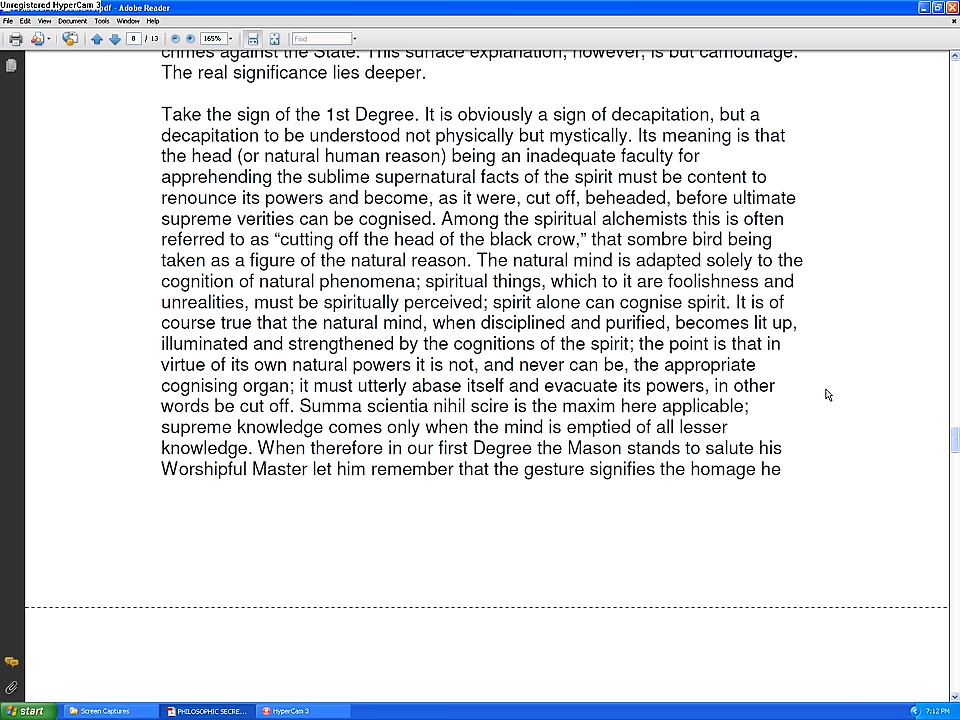 Unregistered HyperCam 3
.pdf - Adobe Reader
File Edit View Document Tools Window Help
8 / 13 165% Find
crimes against the State. This surface explanation, however, is but camouflage.
The real significance lies deeper.
Take the sign of the 1st Degree. It is obviously a sign of decapitation, but a
decapitation to be understood not physically but mystically. Its meaning is that
the head (or natural human reason) being an inadequate faculty for
apprehending the sublime supernatural facts of the spirit must be content to
renounce its powers and become, as it were, cut off, beheaded, before ultimate
supreme verities can be cognised. Among the spiritual alchemists this is often
referred to as “cutting off the head of the black crow,” that sombre bird being
taken as a figure of the natural reason. The natural mind is adapted solely to the
cognition of natural phenomena; spiritual things, which to it are foolishness and
unrealities, must be spiritually perceived; spirit alone can cognise spirit. It is of
course true that the natural mind, when disciplined and purified, becomes lit up,
illuminated and strengthened by the cognitions of the spirit; the point is that in
virtue of its own natural powers it is not, and never can be, the appropriate
cognising organ; it must utterly abase itself and evacuate its powers, in other
words be cut off. Summa scientia nihil scire is the maxim here applicable;
supreme knowledge comes only when the mind is emptied of all lesser
knowledge. When therefore in our first Degree the Mason stands to salute his
Worshipful Master let him remember that the gesture signifies the homage he
start Screen Captures PHILOSOPHIC SECRE... HyperCam 3 7:12 PM